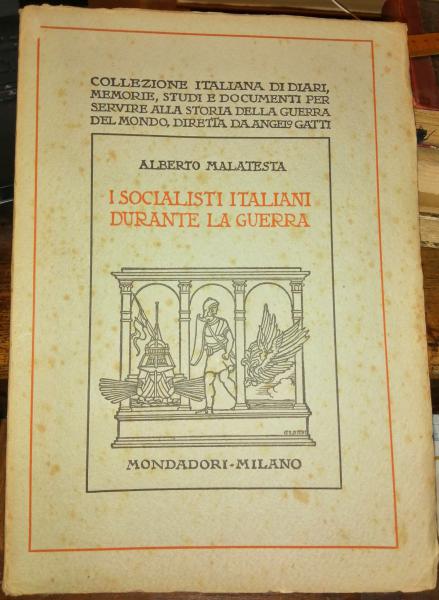 COLLEZIONE ITALIANA DI DIARI,
MEMORIE, STUDI E DOCUMENTI PER
SERVIRE ALLA STORIA DELLA GUERRA
DEL MONDO, DIRETTA DA ANGELO GATTI
ALBERTO MALATESTA
I SOCIALISTI ITALIANI
DURANTE LA GUERRA
MONDADORI - MILANO